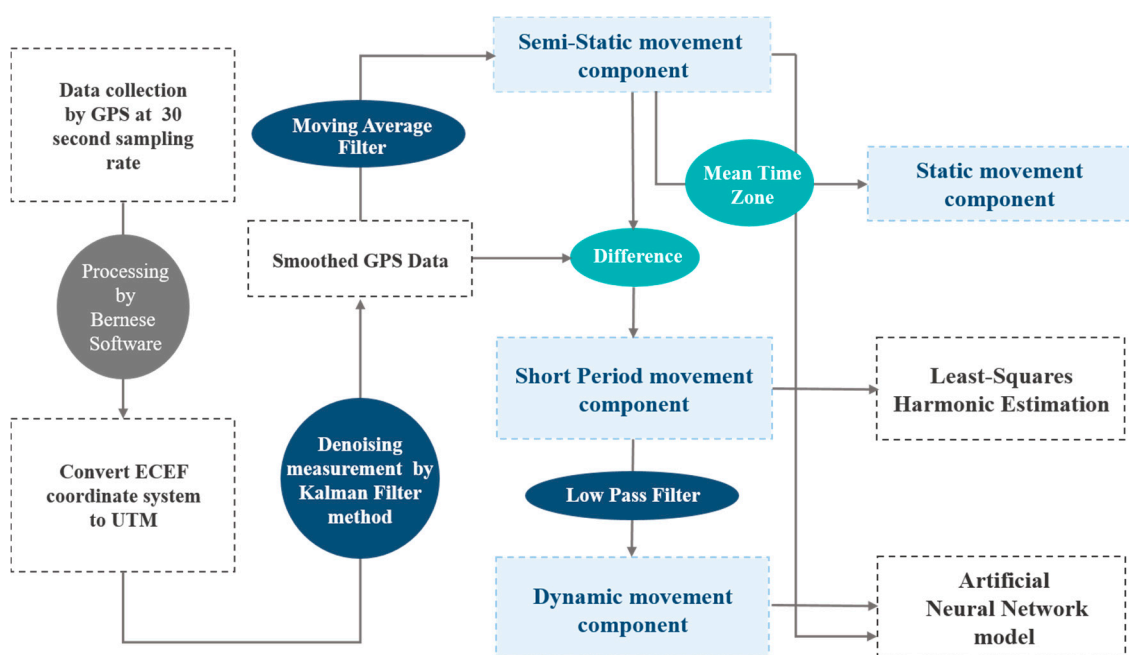 Data collection
by GPS at 30
second sampling
rate
Processing
by
Bernese
Software
Convert ECEF
coordinate system
to UTM
Denoising
measurement by
Kalman Filter
method
Smoothed GPS Data
Moving Average
Filter
Semi-Static movement
component
Mean Time
Zone
Static movement
component
Difference
Short Period movement
component
Least-Squares
Harmonic Estimation
Low Pass Filter
Dynamic movement
component
Artificial
Neural Network
model